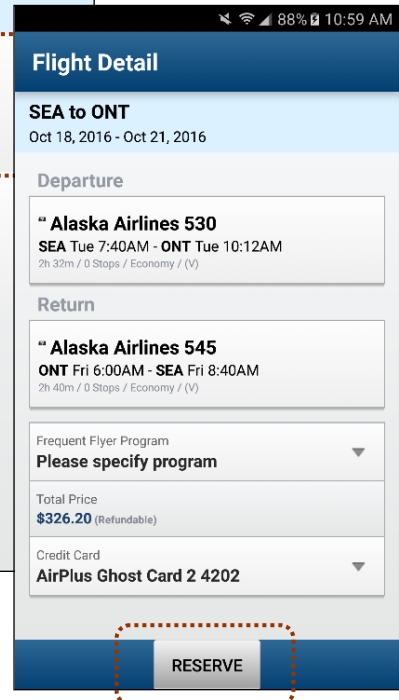 88% 10:59 AM
Flight Detail
SEA to ONT
Oct 18, 2016 - Oct 21, 2016
Departure
Alaska Airlines 530
SEA Tue 7:40AM - ONT Tue 10:12AM
2h 32m / 0 Stops / Economy / (V)
Return
Alaska Airlines 545
ONT Fri 6:00AM - SEA Fri 8:40AM
2h 40m / 0 Stops / Economy / (V)
Frequent Flyer Program
Please specify program
Total Price
$326.20 (Refundable)
Credit Card
AirPlus Ghost Card 2 4202
RESERVE